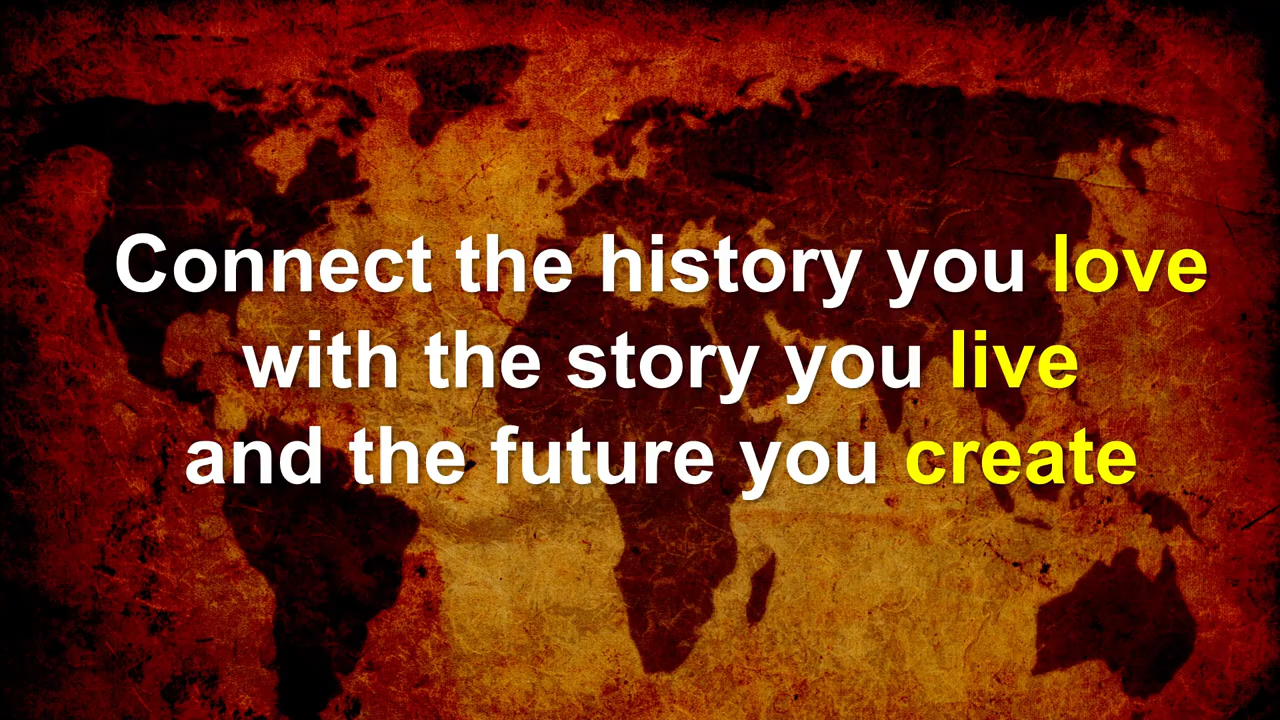 Connect the history you love
with the story you live
and the future you create